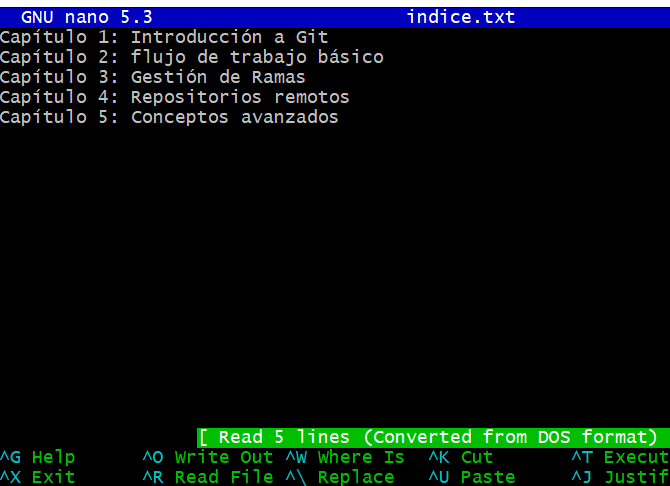 GNU nano 5.3 indice.txt
Capítulo 1: Introducción a Git
Capítulo 2: flujo de trabajo básico
Capítulo 3: Gestión de Ramas
Capítulo 4: Repositorios remotos
Capítulo 5: Conceptos avanzados
[ Read 5 lines (Converted from DOS format)
^G Help ^O Write Out ^W Where Is ^K Cut ^T Execut
^X Exit ^R Read File ^\ Replace ^U Paste ^J Justif